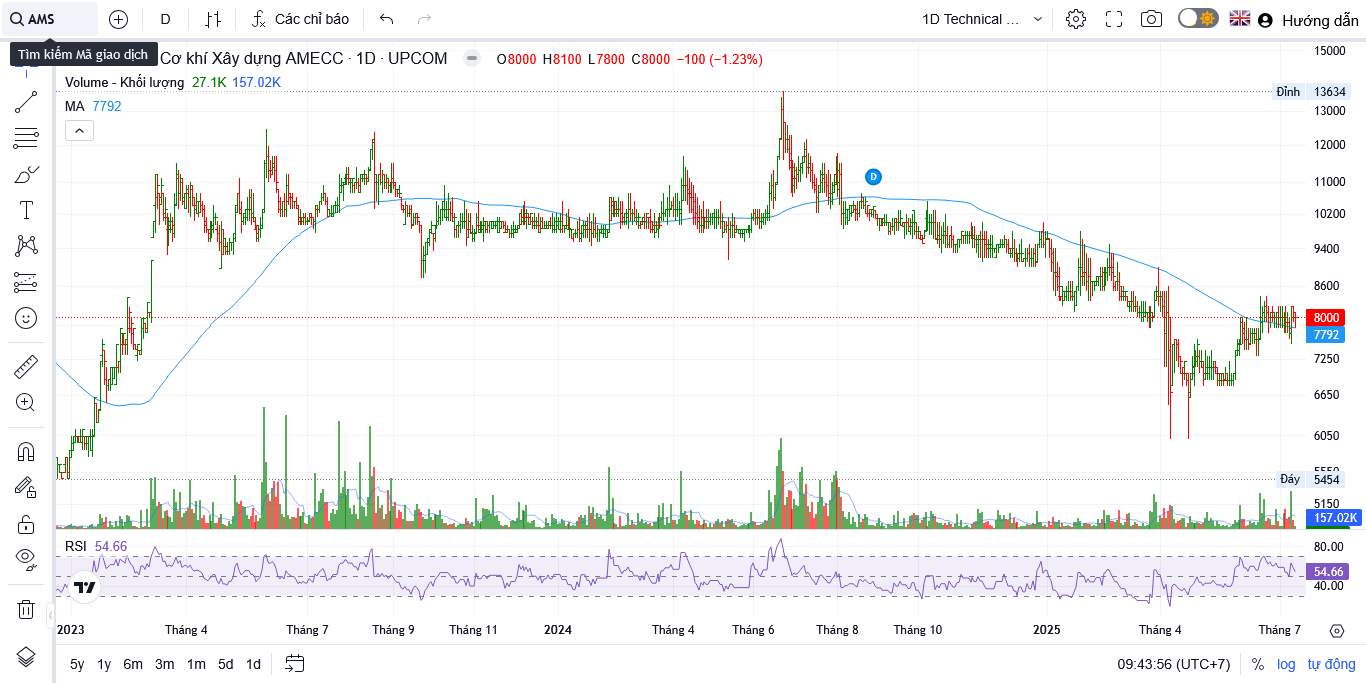 AMS D Các chỉ báo 1D Technical ... Hướng dẫn
Tìm kiếm Mã giao dịch
Cơ khí Xây dựng AMECC · 1D · UPCOM O8000 H8100 L7800 C8000 −100 (−1.23%)
Volume - Khối lượng 27.1K 157.02K
MA 7792
15000
Đỉnh 13634
13000
12000
11000
D
10200
9400
8600
8000
7792
7250
6650
6050
5550
Đáy 5454
5150
157.02K
RSI 54.66
80.00
54.66
40.00
2023 Tháng 4 Tháng 7 Tháng 9 Tháng 11 2024 Tháng 4 Tháng 6 Tháng 8 Tháng 10 2025 Tháng 4 Tháng 7
5y 1y 6m 3m 1m 5d 1d 09:43:56 (UTC+7) % log tự động